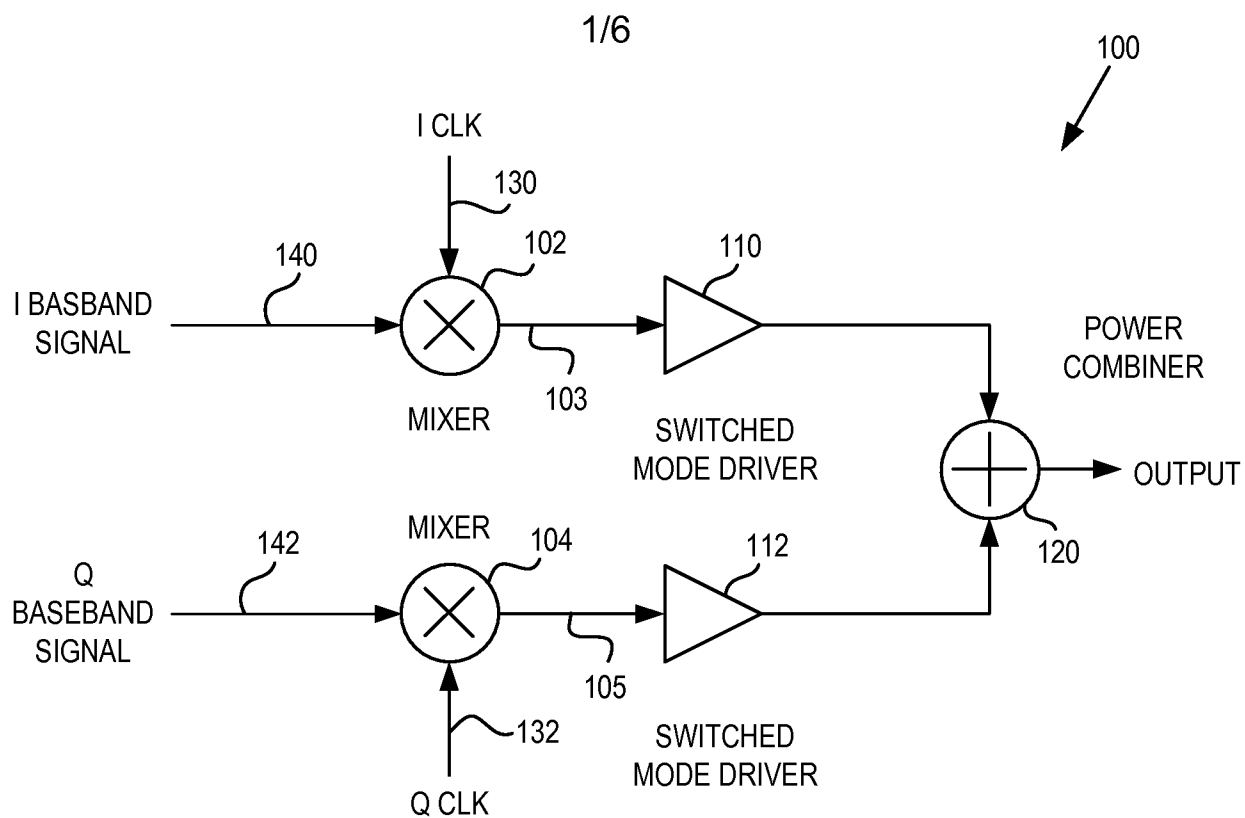 1/6
100
I CLK
130
102
110
140
I BASBAND
SIGNAL
103
MIXER
SWITCHED
MODE DRIVER
POWER
COMBINER
OUTPUT
120
MIXER
104
112
142
Q
BASEBAND
SIGNAL
105
132
SWITCHED
MODE DRIVER
Q CLK